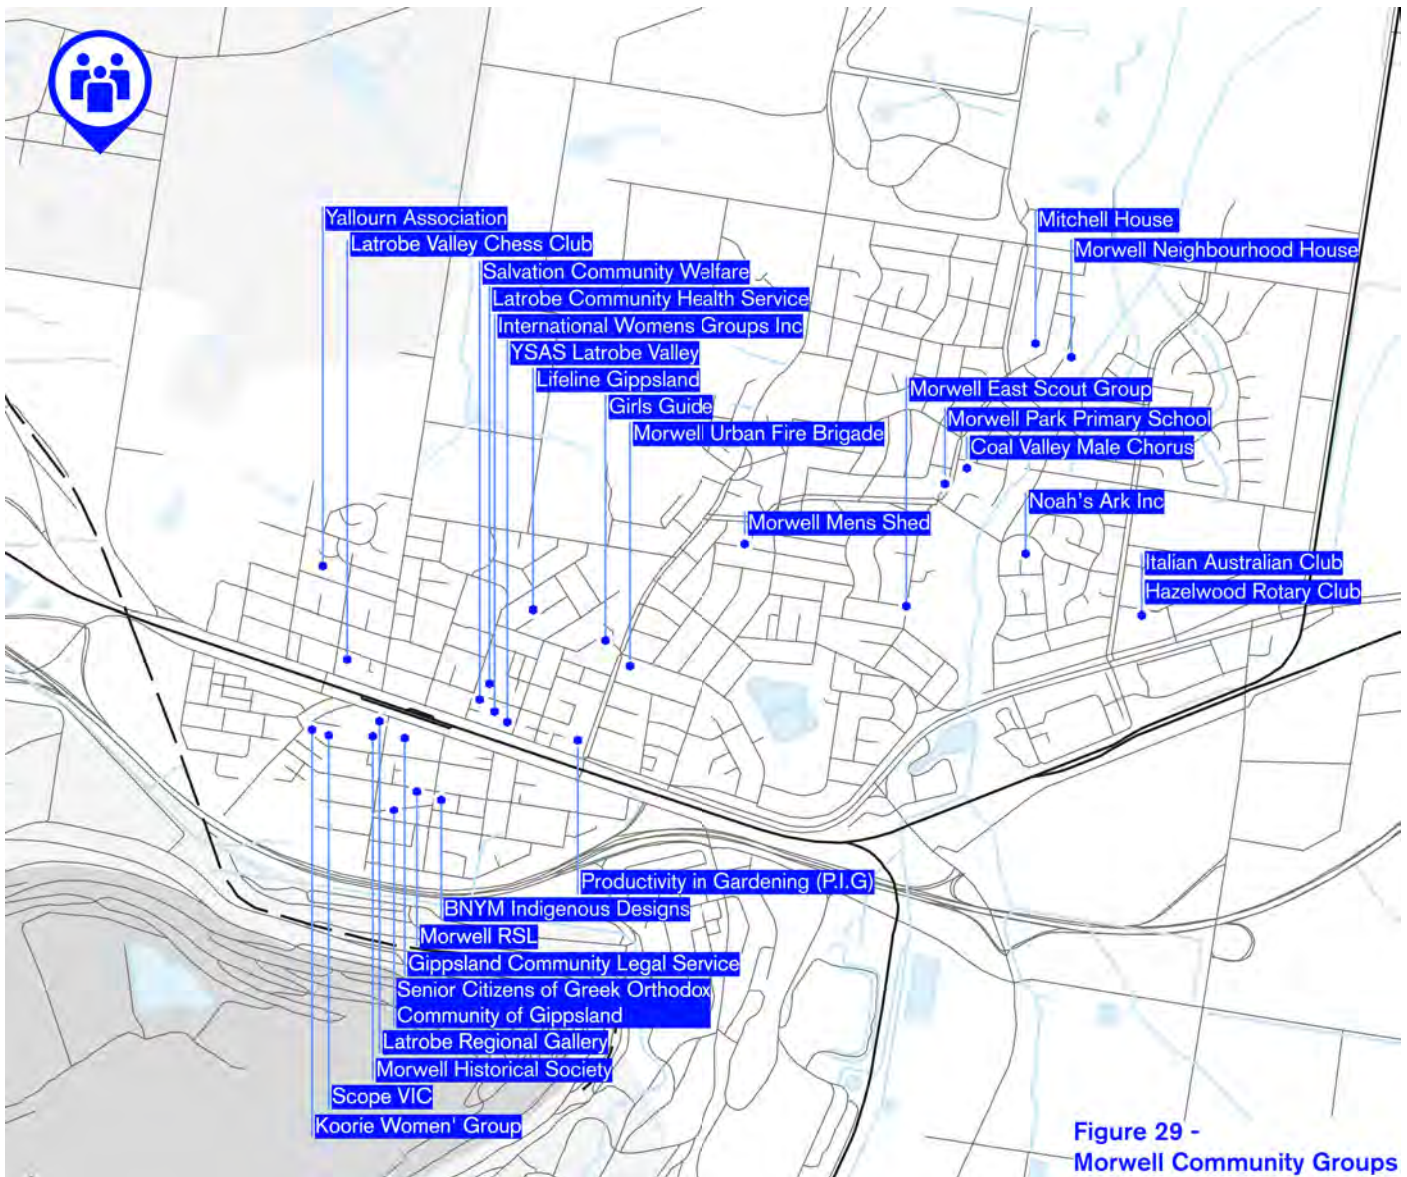 Yallourn Association
Latrobe Valley Chess Club
Salvation Community Welfare
Latrobe Community Health Service
International Womens Groups Inc
YSAS Latrobe Valley
Lifeline Gippsland
Girls Guide
Morwell Urban Fire Brigade
Mitchell House
Morwell Neighbourhood House
Morwell East Scout Group
Morwell Park Primary School
Coal Valley Male Chorus
Noah's Ark Inc
Morwell Mens Shed
Italian Australian Club
Hazelwood Rotary Club
Productivity in Gardening (P.I.G)
BNYM Indigenous Designs
Morwell RSL
Gippsland Community Legal Service
Senior Citizens of Greek Orthodox
Community of Gippsland
Latrobe Regional Gallery
Morwell Historical Society
Scope VIC
Koorie Women' Group
Figure 29 -
Morwell Community Groups